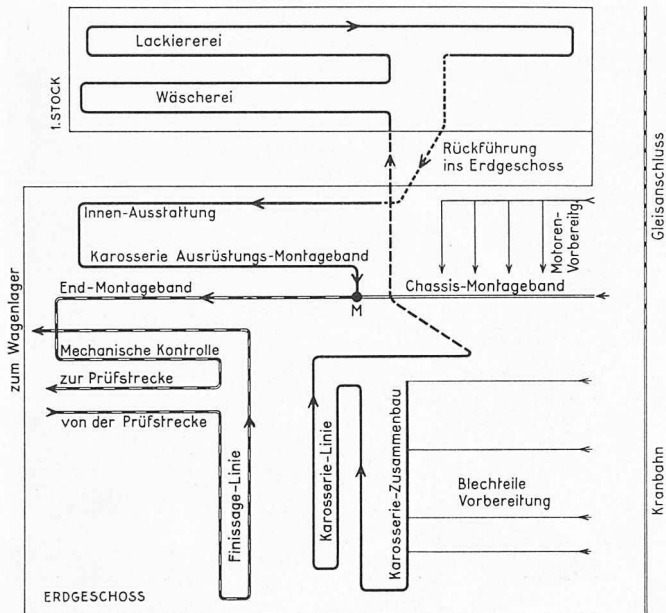 Lackiererei
Wäscherei
1.STOCK
Rückführung
ins Erdgeschoss
Gleisanschluss
Innen-Ausstattung
Motoren-
Vorbereitg.
Karosserie Ausrüstungs-Montageband
End-Montageband
Chassis-Montageband
M
zum Wagenlager
Mechanische Kontrolle
zur Prüfstrecke
von der Prüfstrecke
Finissage-Linie
Karosserie-Linie
Karosserie-Zusammenbau
Blechteile
Vorbereitung
Kranbahn
ERDGESCHOSS